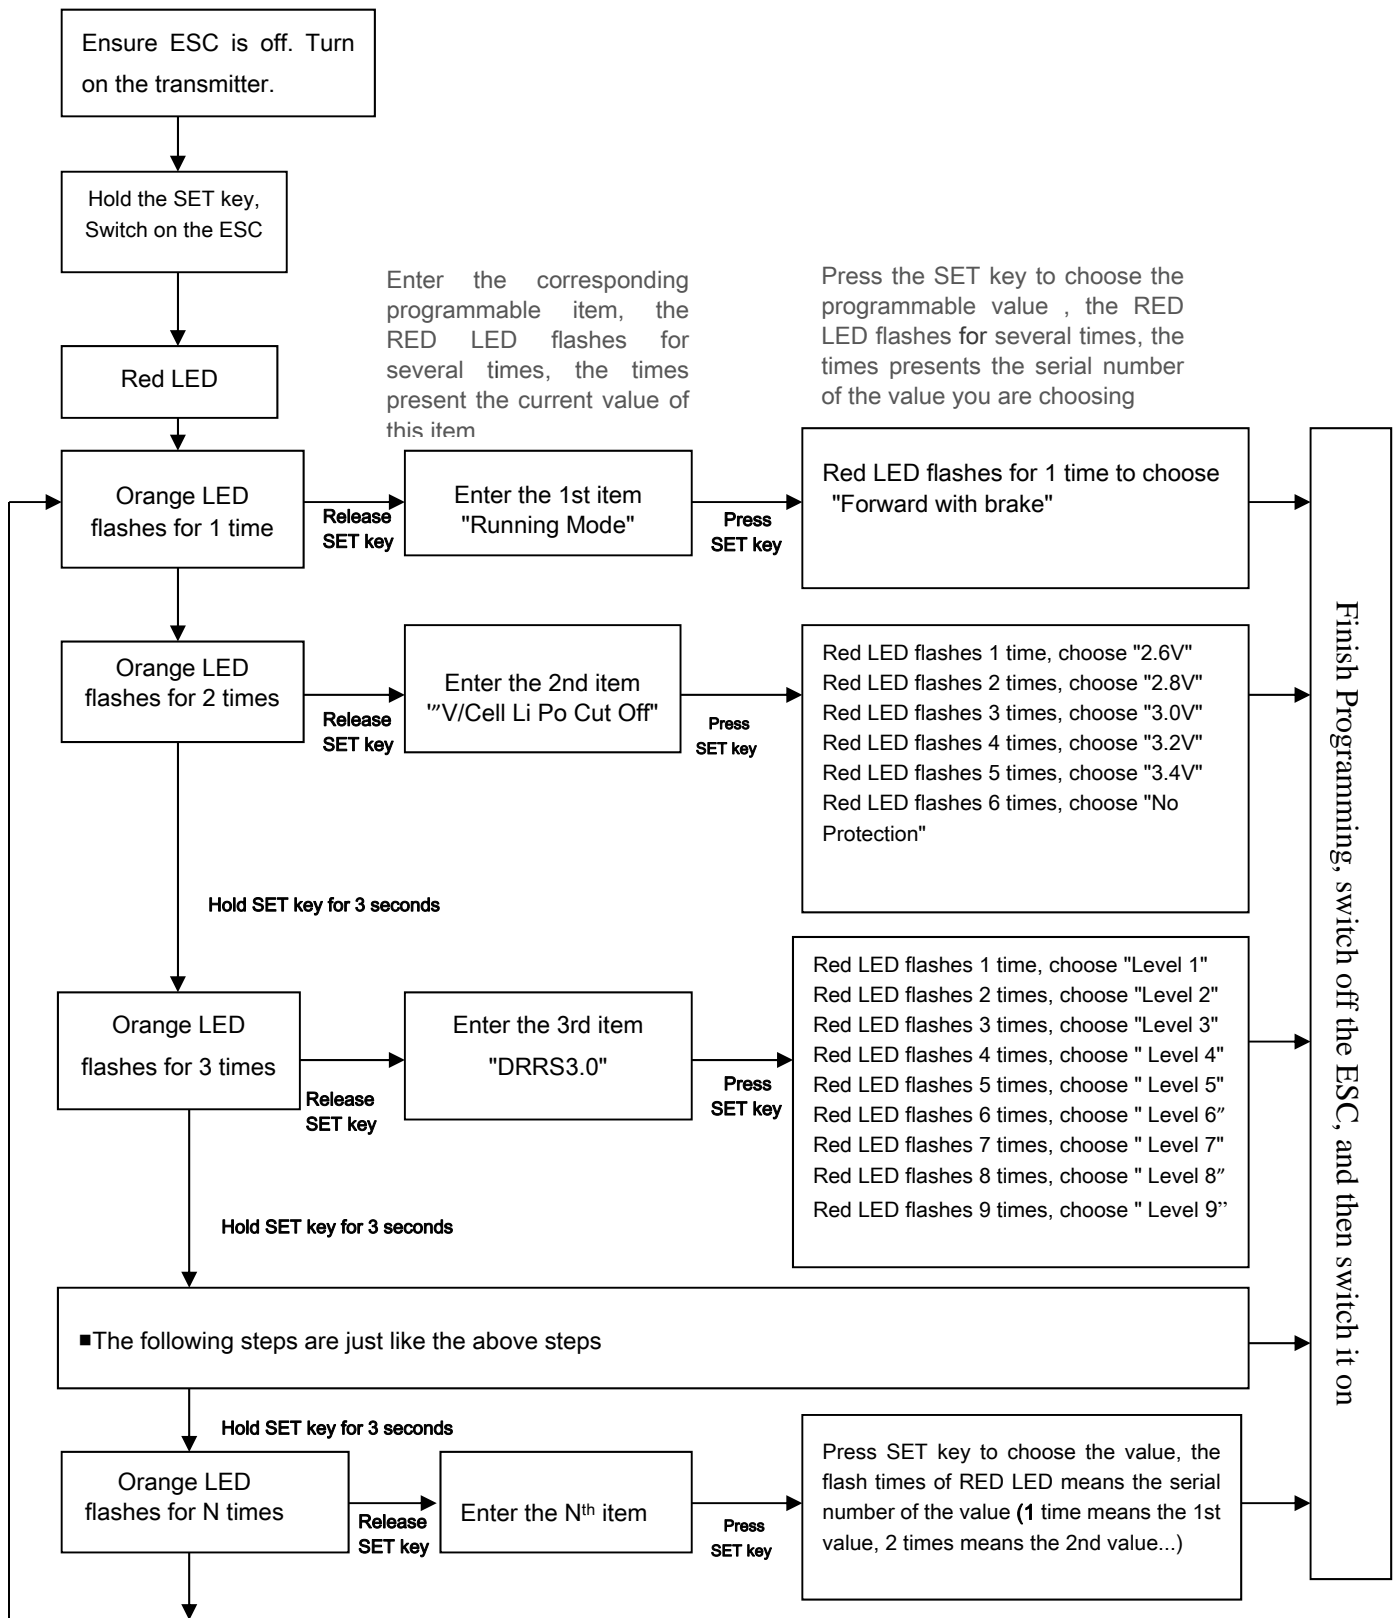 Ensure ESC is off. Turn
on the transmitter.
Hold the SET key,
Switch on the ESC
Red LED
Enter the corresponding
programmable item, the
RED LED flashes for
several times, the times
present the current value of
this item
Press the SET key to choose the
programmable value , the RED
LED flashes for several times, the
times presents the serial number
of the value you are choosing
Orange LED
flashes for 1 time
Release
SET key
Enter the 1st item
"Running Mode"
Press
SET key
Red LED flashes for 1 time to choose
"Forward with brake"
Orange LED
flashes for 2 times
Release
SET key
Enter the 2nd item
"″V/Cell Li Po Cut Off"
Press
SET key
Red LED flashes 1 time, choose "2.6V"
Red LED flashes 2 times, choose "2.8V"
Red LED flashes 3 times, choose "3.0V"
Red LED flashes 4 times, choose "3.2V"
Red LED flashes 5 times, choose "3.4V"
Red LED flashes 6 times, choose "No
Protection"
Hold SET key for 3 seconds
Orange LED
flashes for 3 times
Release
SET key
Enter the 3rd item
"DRRS3.0"
Press
SET key
Red LED flashes 1 time, choose "Level 1"
Red LED flashes 2 times, choose "Level 2"
Red LED flashes 3 times, choose "Level 3"
Red LED flashes 4 times, choose " Level 4"
Red LED flashes 5 times, choose " Level 5"
Red LED flashes 6 times, choose " Level 6″
Red LED flashes 7 times, choose " Level 7"
Red LED flashes 8 times, choose " Level 8″
Red LED flashes 9 times, choose " Level 9”
Hold SET key for 3 seconds
■The following steps are just like the above steps
Hold SET key for 3 seconds
Orange LED
flashes for N times
Release
SET key
Enter the Nth item
Press
SET key
Press SET key to choose the value, the
flash times of RED LED means the serial
number of the value (1 time means the 1st
value, 2 times means the 2nd value...)
Finish Programming, switch off the ESC, and then switch it on